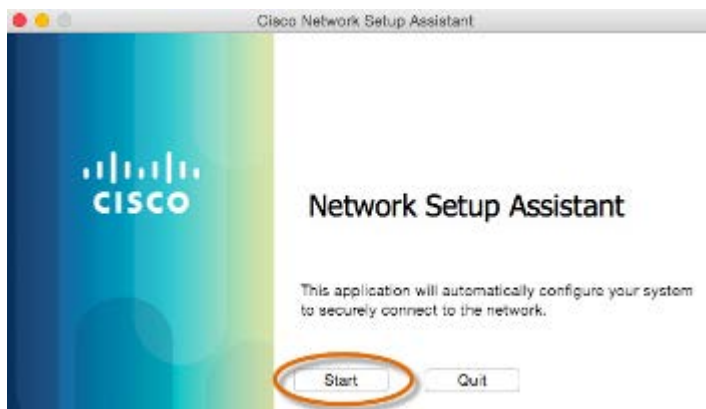 Cisco Network Setup Assistant
CISCO
Network Setup Assistant
This application will automatically configure your system
to securely connect to the network.
Start
Quit